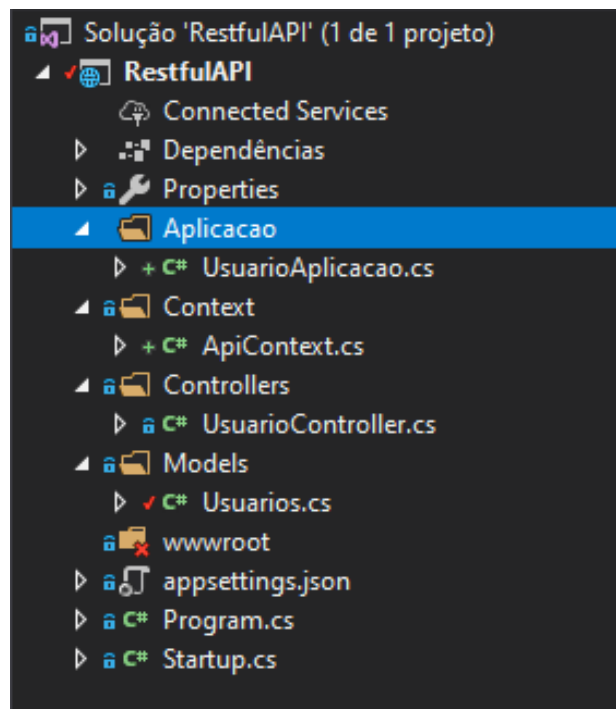 Solução 'RestfulAPI' (1 de 1 projeto)
RestfulAPI
Connected Services
Dependências
Properties
Aplicacao
C# UsuarioAplicacao.cs
Context
C# ApiContext.cs
Controllers
C# UsuarioController.cs
Models
C# Usuarios.cs
wwwroot
appsettings.json
C# Program.cs
C# Startup.cs